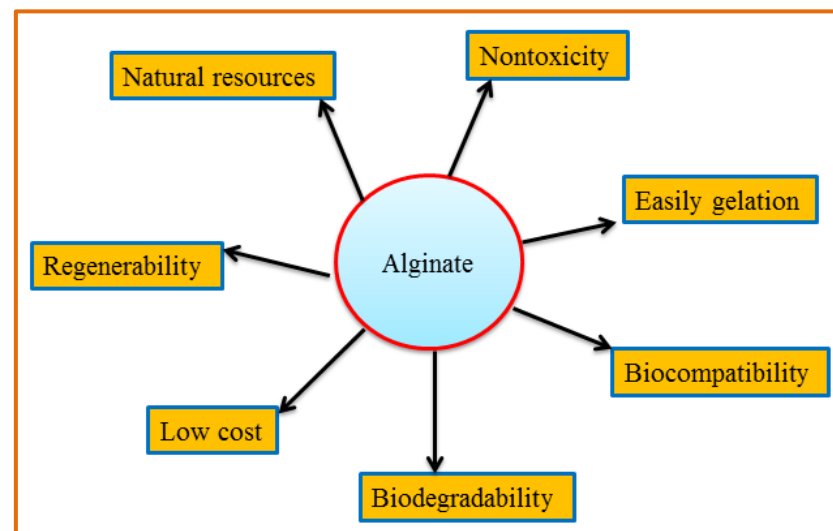 Nontoxicity
Natural resources
Easily gelation
Alginate
Regenerability
Biocompatibility
Low cost
Biodegradability